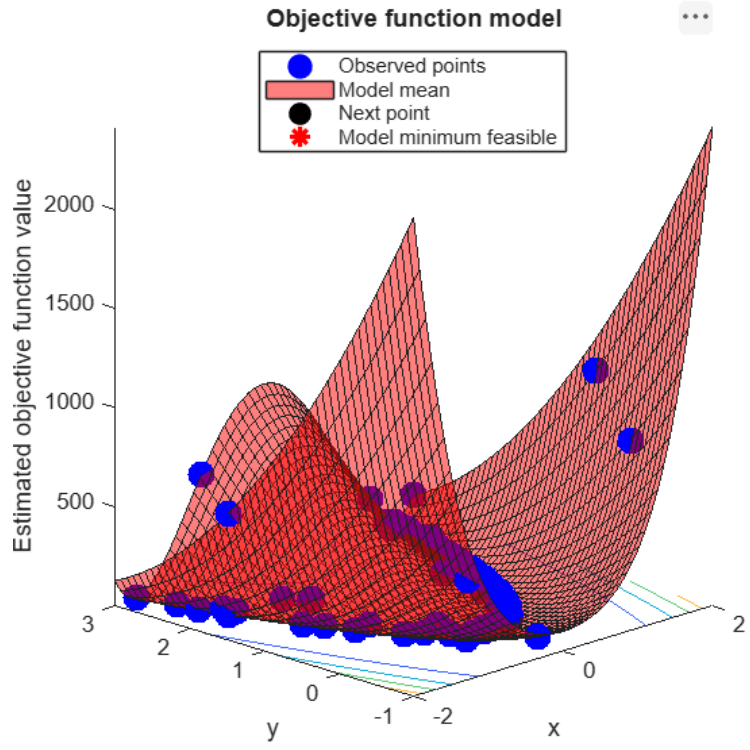 Objective function model
Observed points
Model mean
Next point
Model minimum feasible
Estimated objective function value
2000
1500
1000
500
3
2
1
0
-1
y
-2
0
2
x